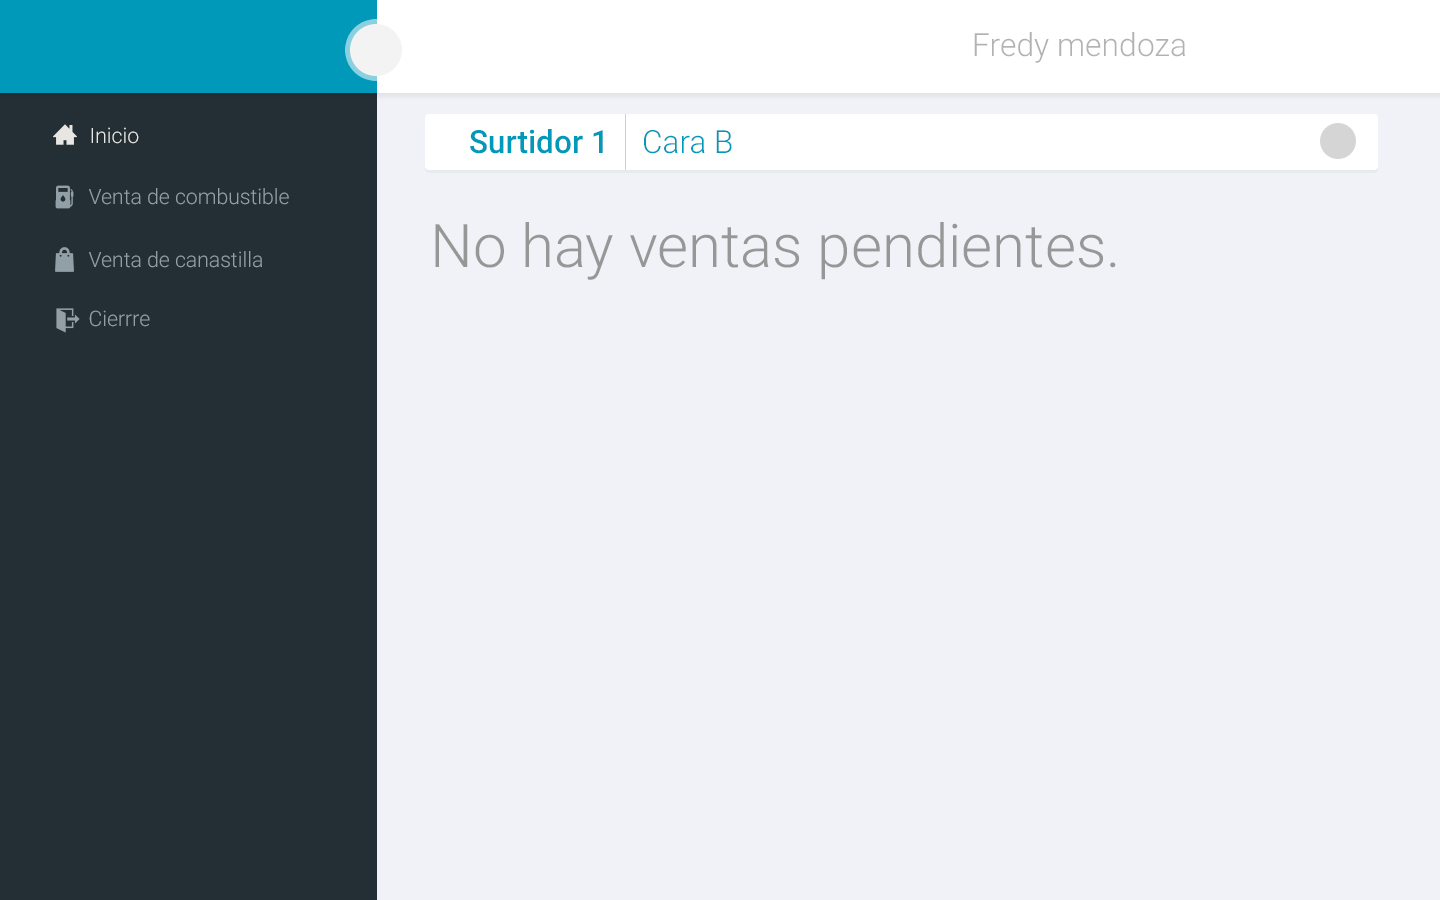 Fredy mendoza
Inicio
Venta de combustible
Venta de canastilla
Cierrre
Surtidor 1 Cara B
No hay ventas pendientes.